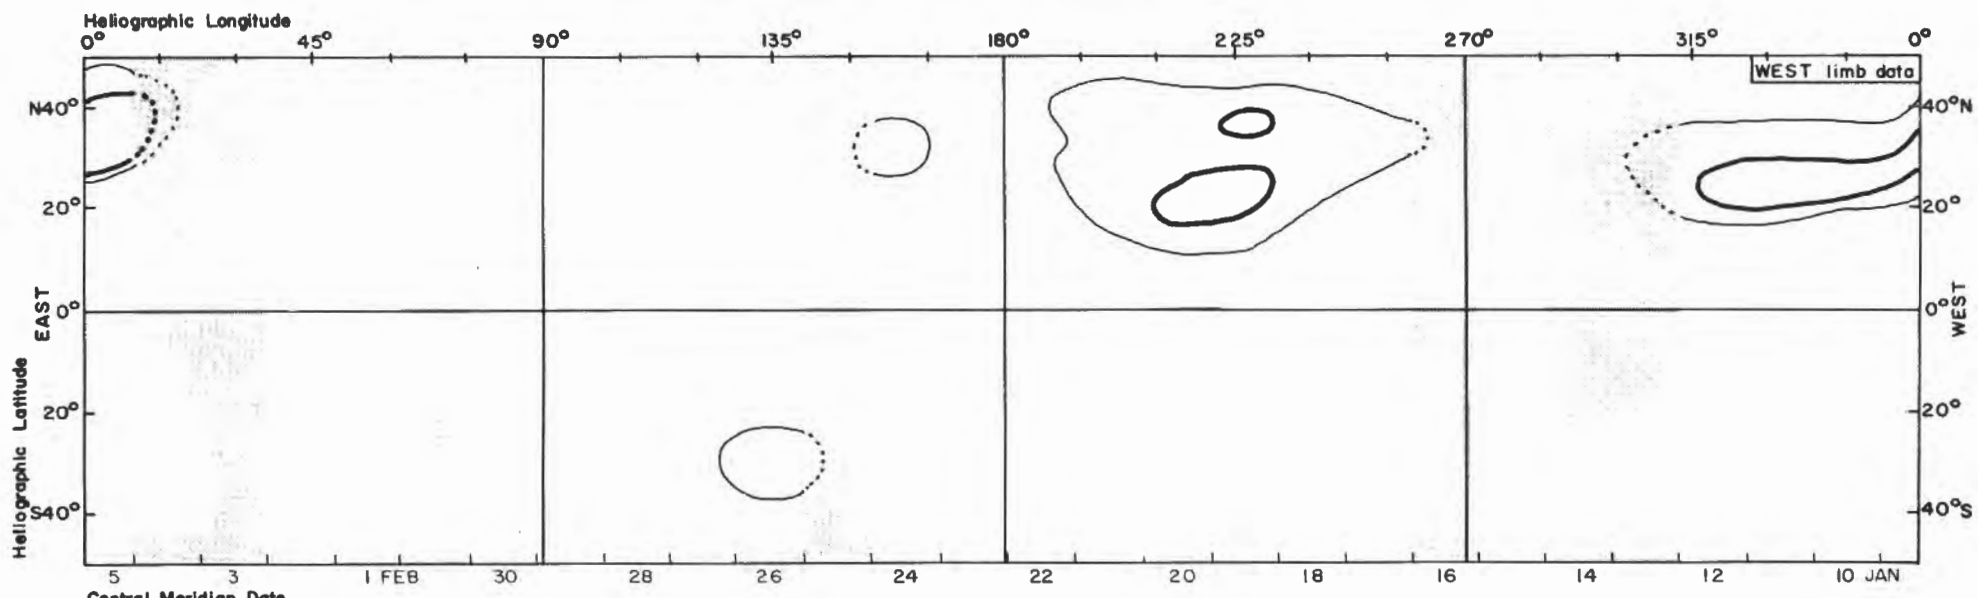 Heliographic Longitude
0° 45° 90° 135° 180° 225° 270° 315° 0°
WEST limb data
N40° 40°N
20° 20°
EAST 0° 0° WEST
20° 20°
S40° 40°S
Heliographic Latitude
5 3 1 FEB 30 28 26 24 22 20 18 16 14 12 10 JAN
Central Meridian Date